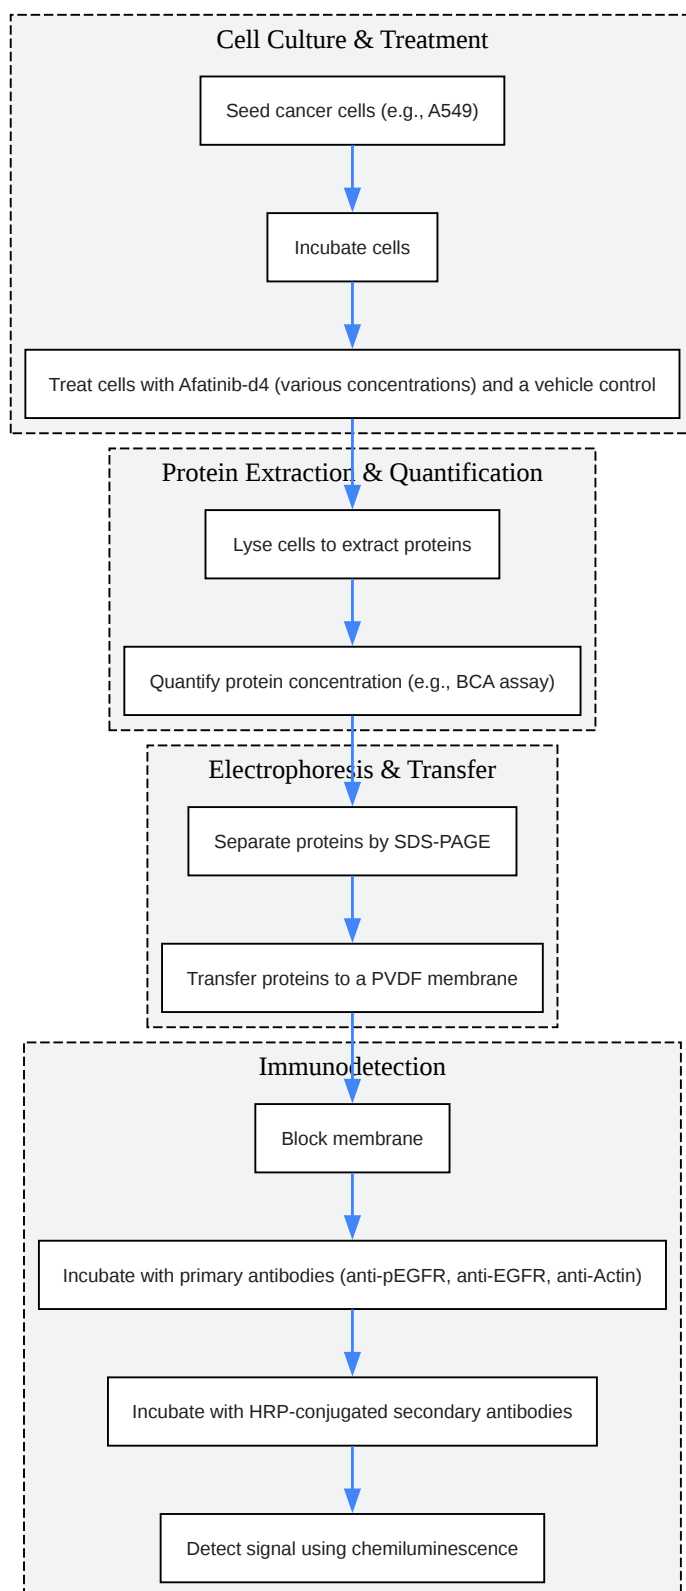 Cell Culture & Treatment
Seed cancer cells (e.g., A549)
Incubate cells
Treat cells with Afatinib-d4 (various concentrations) and a vehicle control
Protein Extraction & Quantification
Lyse cells to extract proteins
Quantify protein concentration (e.g., BCA assay)
Electrophoresis & Transfer
Separate proteins by SDS-PAGE
Transfer proteins to a PVDF membrane
Immunodetection
Block membrane
Incubate with primary antibodies (anti-pEGFR, anti-EGFR, anti-Actin)
Incubate with HRP-conjugated secondary antibodies
Detect signal using chemiluminescence